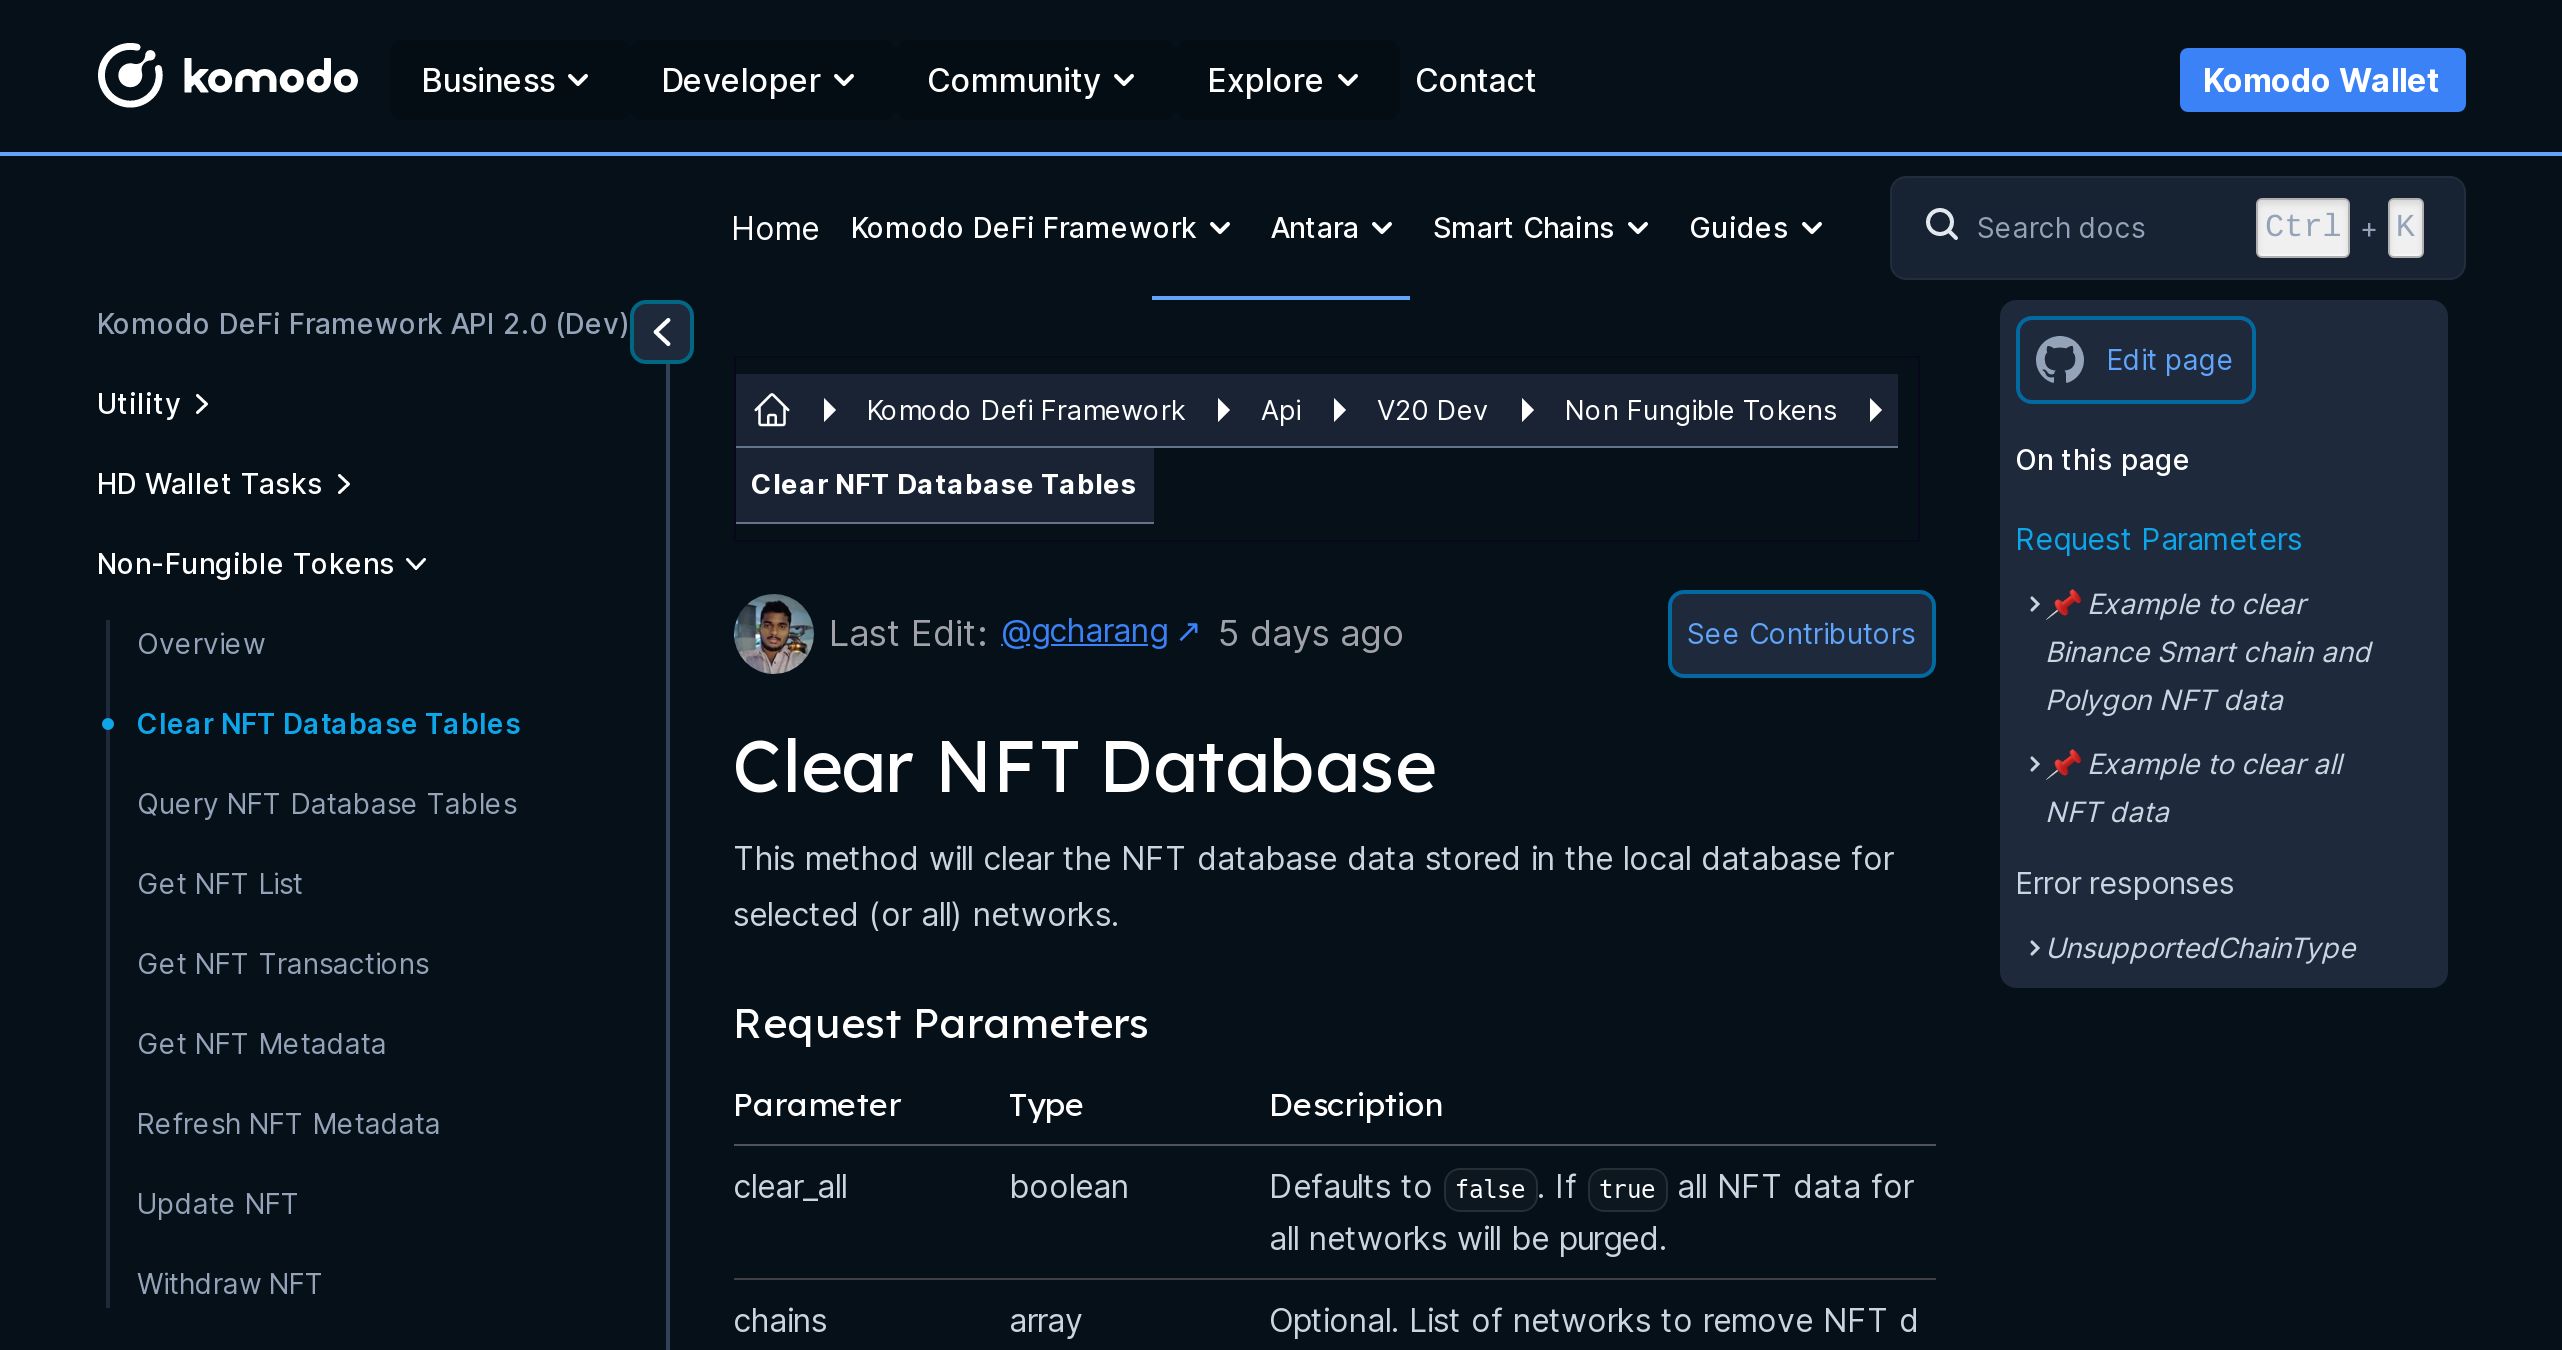 komodo Business Developer Community Explore Contact Komodo Wallet
Home Komodo DeFi Framework Antara Smart Chains Guides Search docs Ctrl + K
Komodo DeFi Framework API 2.0 (Dev)
Utility
HD Wallet Tasks
Non-Fungible Tokens
Overview
Clear NFT Database Tables
Query NFT Database Tables
Get NFT List
Get NFT Transactions
Get NFT Metadata
Refresh NFT Metadata
Update NFT
Withdraw NFT
Komodo Defi Framework Api V20 Dev Non Fungible Tokens
Clear NFT Database Tables
Last Edit: @gcharang ↗ 5 days ago See Contributors
Clear NFT Database
This method will clear the NFT database data stored in the local database for
selected (or all) networks.
Request Parameters
Parameter Type Description
clear_all boolean Defaults to false. If true all NFT data for
all networks will be purged.
chains array Optional. List of networks to remove NFT d
Edit page
On this page
Request Parameters
📌 Example to clear
Binance Smart chain and
Polygon NFT data
📌 Example to clear all
NFT data
Error responses
UnsupportedChainType